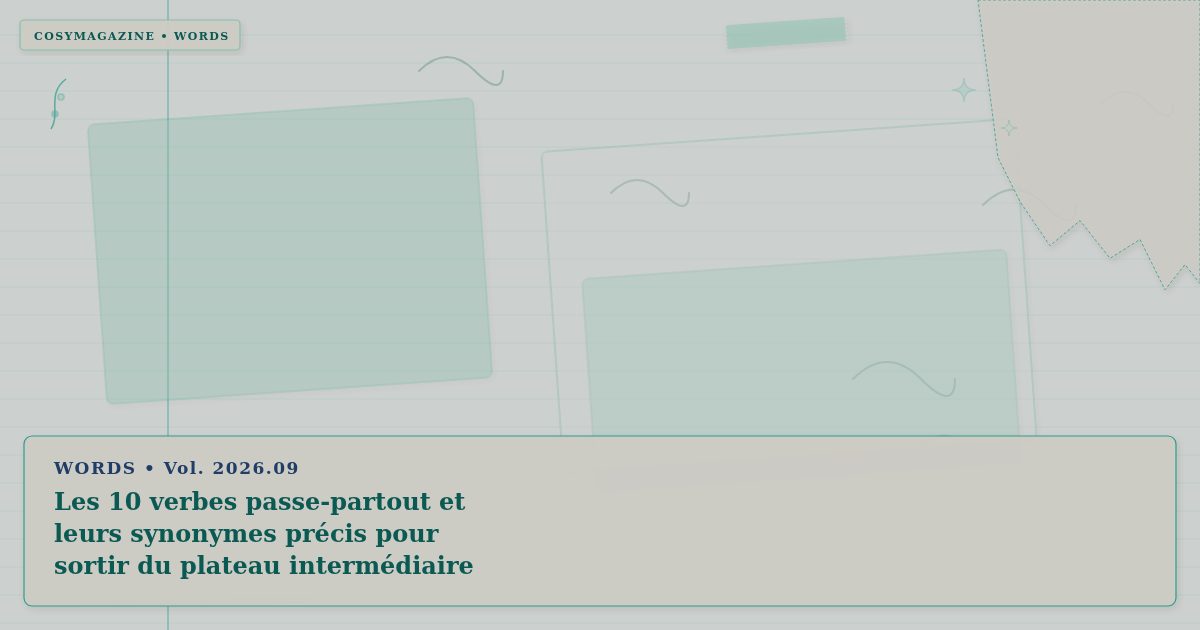 COSYMAGAZINE • WORDS
WORDS • Vol. 2026.09
Les 10 verbes passe-partout et
leurs synonymes précis pour
sortir du plateau intermédiaire